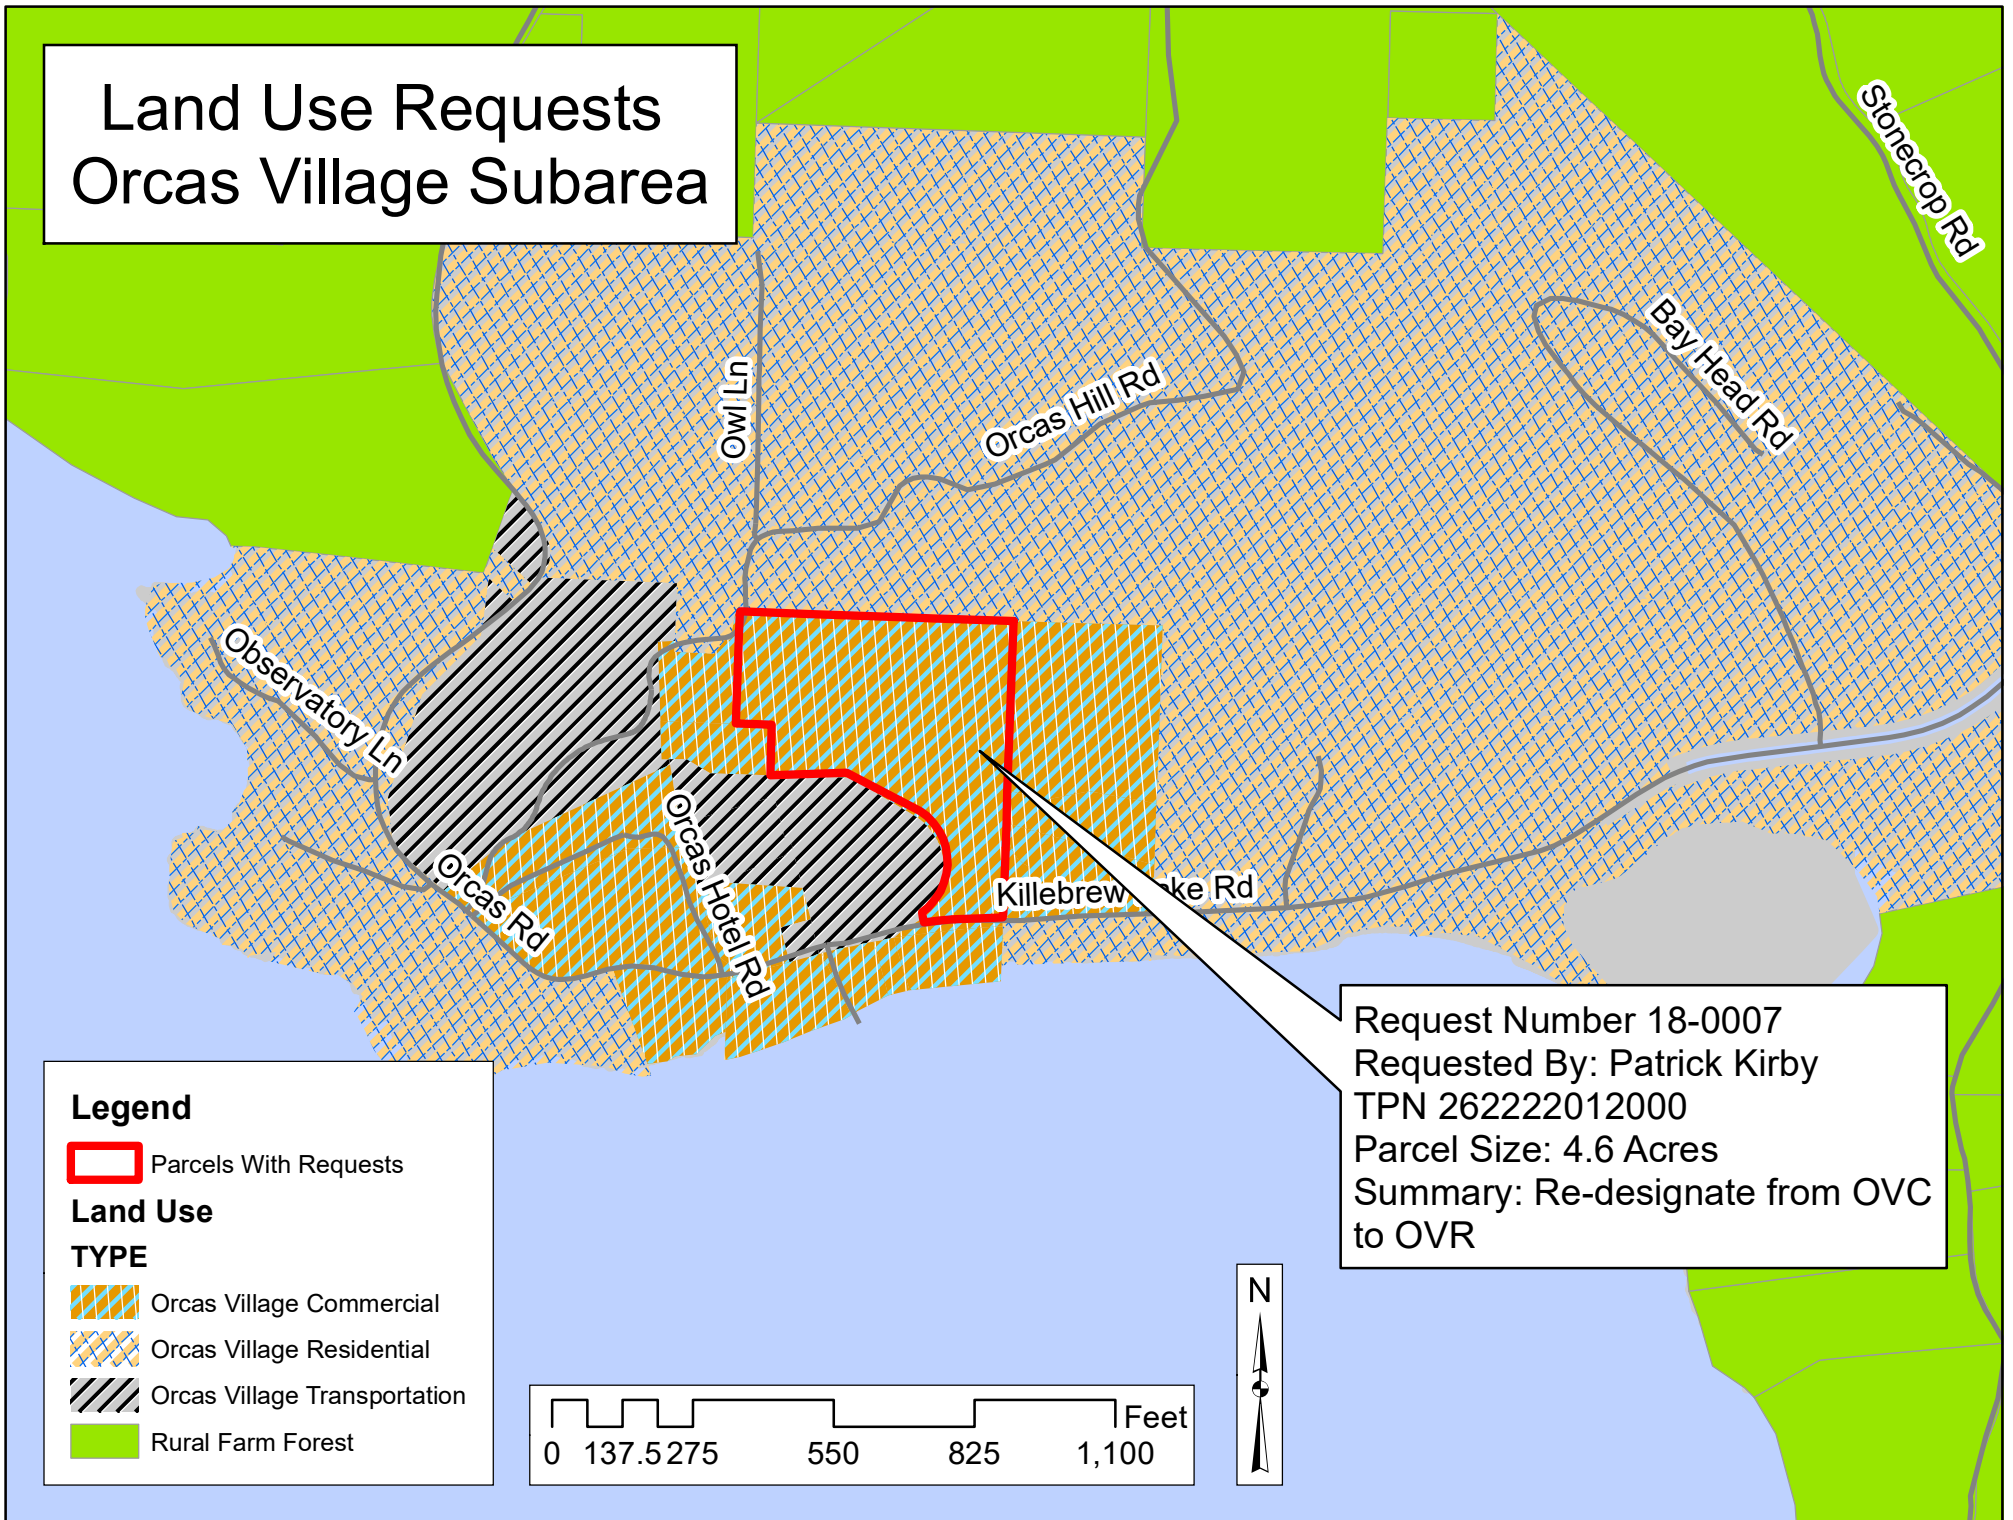 Land Use Requests
Orcas Village Subarea
Stonecrop Rd
Bay Head Rd
Owl Ln
Orcas Hill Rd
Observatory Ln
Orcas Hotel Rd
Orcas Rd
Killebrew ke Rd
Request Number 18-0007
Requested By: Patrick Kirby
TPN 262222012000
Parcel Size: 4.6 Acres
Summary: Re-designate from OVC
to OVR
Legend
Parcels With Requests
Land Use
TYPE
Orcas Village Commercial
Orcas Village Residential
Orcas Village Transportation
Rural Farm Forest
Feet
0 137.5 275 550 825 1,100
N